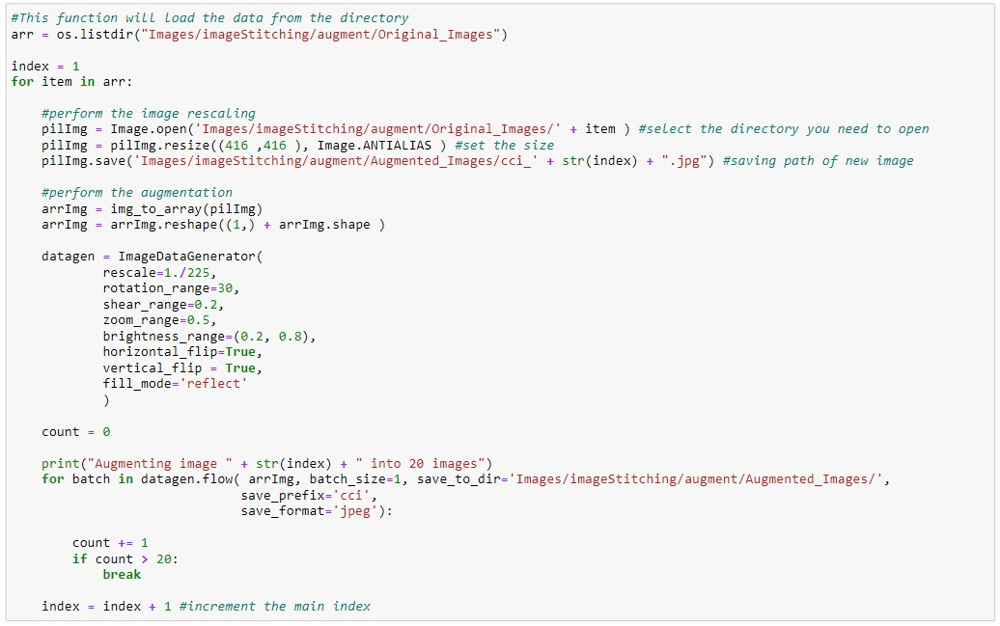 #This function will load the data from the directory
arr = os.listdir("Images/imageStitching/augment/Original_Images")

index = 1
for item in arr:

    #perform the image rescaling
    pilImg = Image.open('Images/imageStitching/augment/Original_Images/' + item ) #select the directory you need to open
    pilImg = pilImg.resize((416 ,416 ), Image.ANTIALIAS ) #set the size
    pilImg.save('Images/imageStitching/augment/Augmented_Images/cci_' + str(index) + ".jpg") #saving path of new image

    #perform the augmentation
    arrImg = img_to_array(pilImg)
    arrImg = arrImg.reshape((1,) + arrImg.shape )

    datagen = ImageDataGenerator(
            rescale=1./225,
            rotation_range=30,
            shear_range=0.2,
            zoom_range=0.5,
            brightness_range=(0.2, 0.8),
            horizontal_flip=True,
            vertical_flip = True,
            fill_mode='reflect'
            )

    count = 0

    print("Augmenting image " + str(index) + " into 20 images")
    for batch in datagen.flow( arrImg, batch_size=1, save_to_dir='Images/imageStitching/augment/Augmented_Images/',
                              save_prefix='cci',
                              save_format='jpeg'):

        count += 1
        if count > 20:
            break

    index = index + 1 #increment the main index